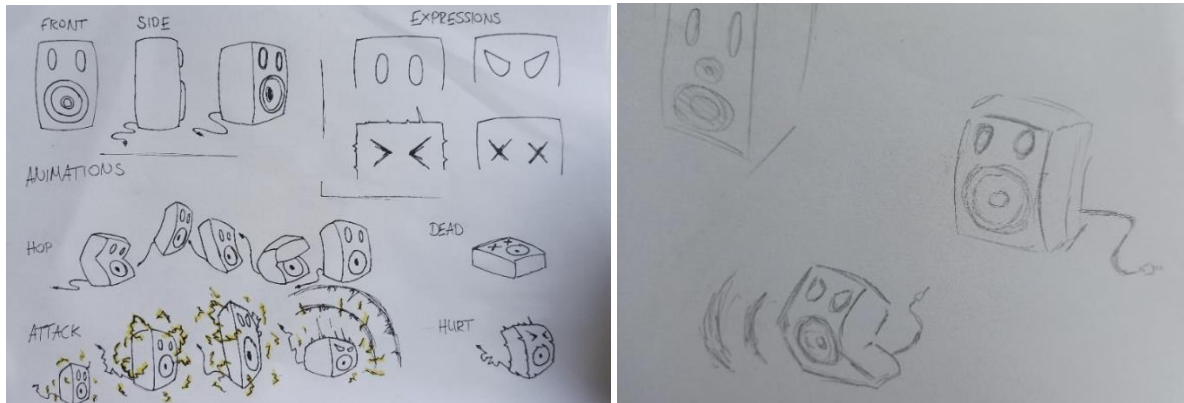 FRONT
SIDE
EXPRESSIONS
ANIMATIONS
HOP
DEAD
ATTACK
HURT